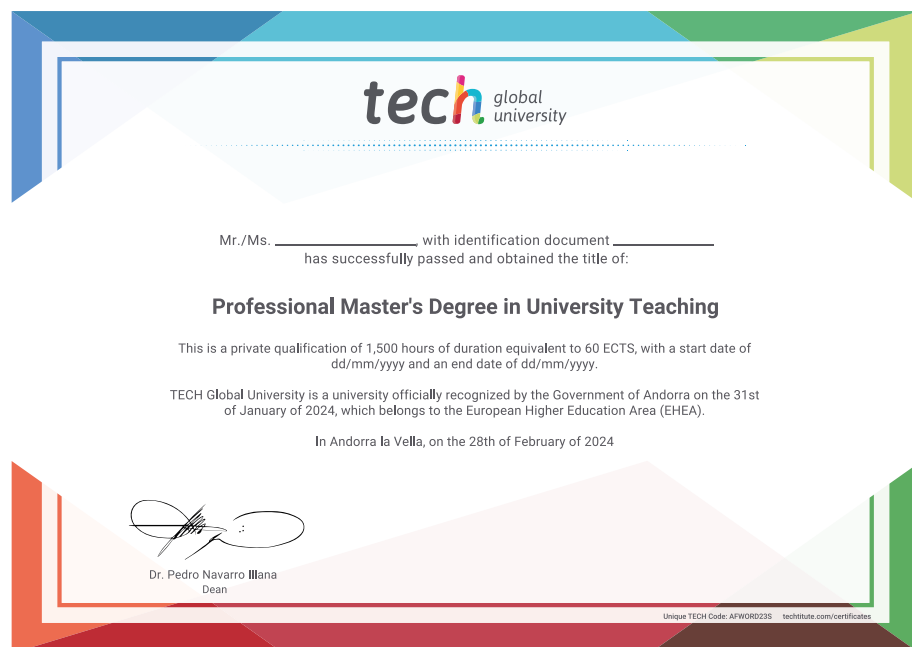 tech global university
Mr./Ms. ________________, with identification document ____________
has successfully passed and obtained the title of:
Professional Master's Degree in University Teaching
This is a private qualification of 1,500 hours of duration equivalent to 60 ECTS, with a start date of
dd/mm/yyyy and an end date of dd/mm/yyyy.
TECH Global University is a university officially recognized by the Government of Andorra on the 31st
of January of 2024, which belongs to the European Higher Education Area (EHEA).
In Andorra la Vella, on the 28th of February of 2024
Dr. Pedro Navarro Illana
Dean
Unique TECH Code: AFWORD23S techtitute.com/certificates